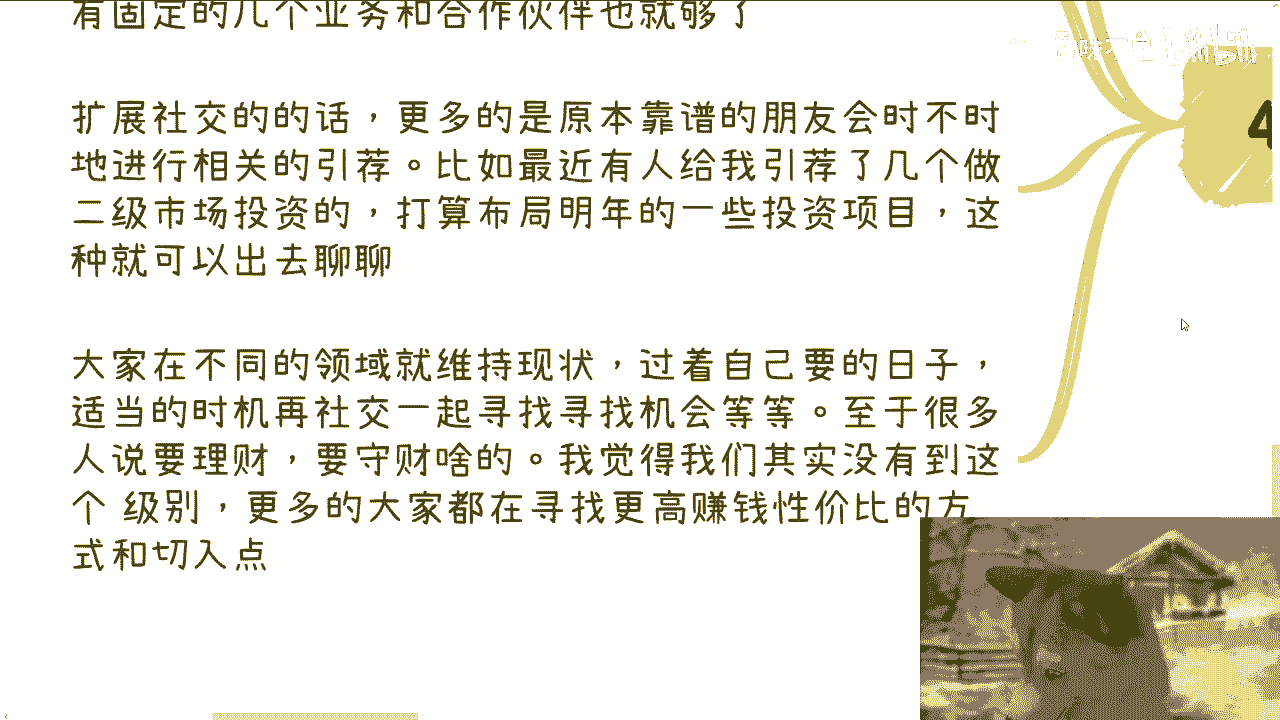 有固定的几个业务和合作伙伴也就够了
扩展社交的的话，更多的是原本靠谱的朋友会时不时
地进行相关的引荐。比如最近有人给我引荐了几个做
二级市场投资的，打算布局明年的一些投资项目，这
种就可以出去聊聊
大家在不同的领域就维持现状，过着自己要的日子，
适当的时机再社交一起寻找寻找机会等等。至于很多
人说要理财，要守财啥的。我觉得我们其实没有到这
个 级别，更多的大家都在寻找更高赚钱性价比的方
式和切入点
4